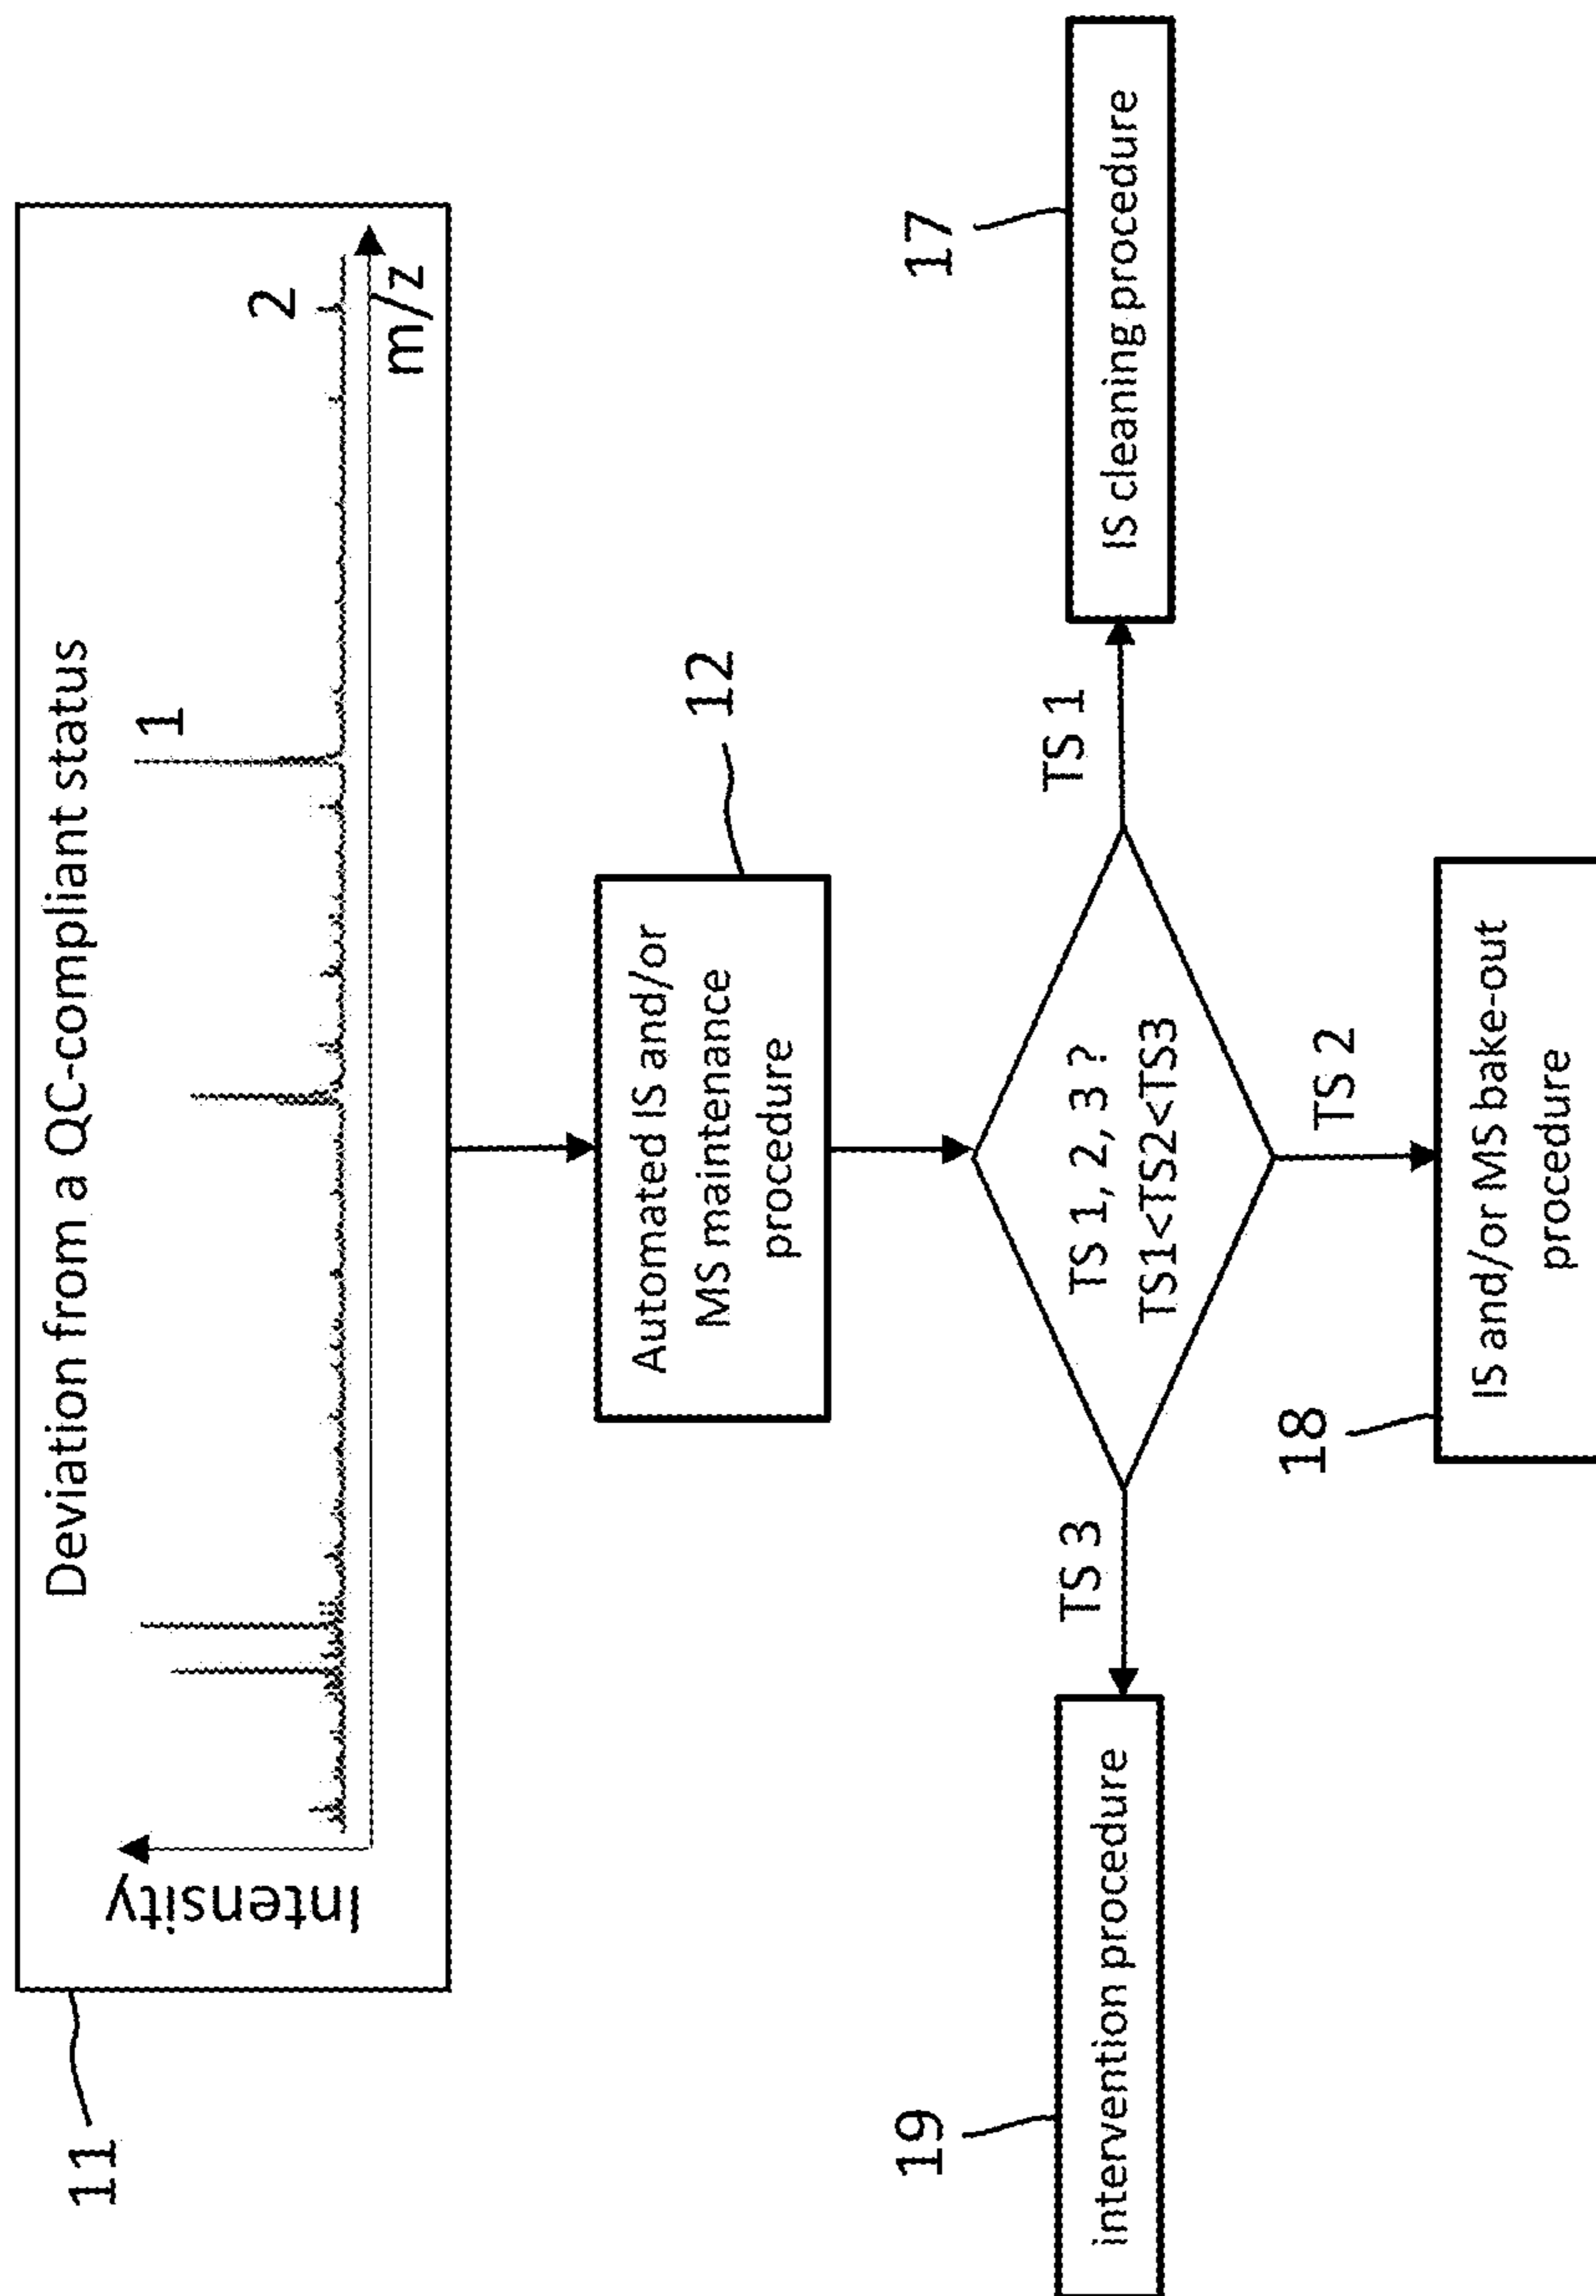 11
Deviation from a QC-compliant status
Intensity
1
2
m/z
12
Automated IS and/or
MS maintenance
procedure
TS 1, 2, 3 ?
TS1<TS2<TS3
TS 3
TS 1
19
intervention procedure
17
IS cleaning procedure
TS 2
18
IS and/or MS bake-out
procedure